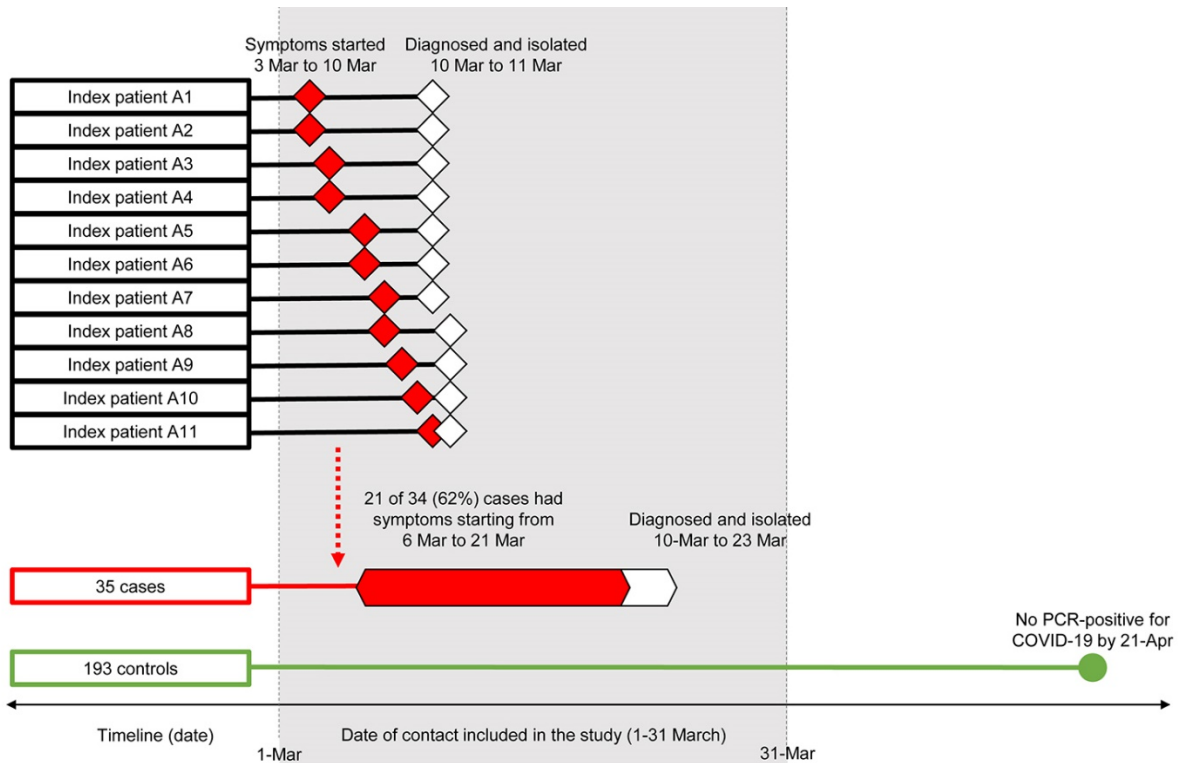 Symptoms started
3 Mar to 10 Mar
Diagnosed and isolated
10 Mar to 11 Mar
Index patient A1
Index patient A2
Index patient A3
Index patient A4
Index patient A5
Index patient A6
Index patient A7
Index patient A8
Index patient A9
Index patient A10
Index patient A11
21 of 34 (62%) cases had
symptoms starting from
6 Mar to 21 Mar
Diagnosed and isolated
10-Mar to 23 Mar
35 cases
No PCR-positive for
COVID-19 by 21-Apr
193 controls
Timeline (date)
Date of contact included in the study (1-31 March)
1-Mar
31-Mar